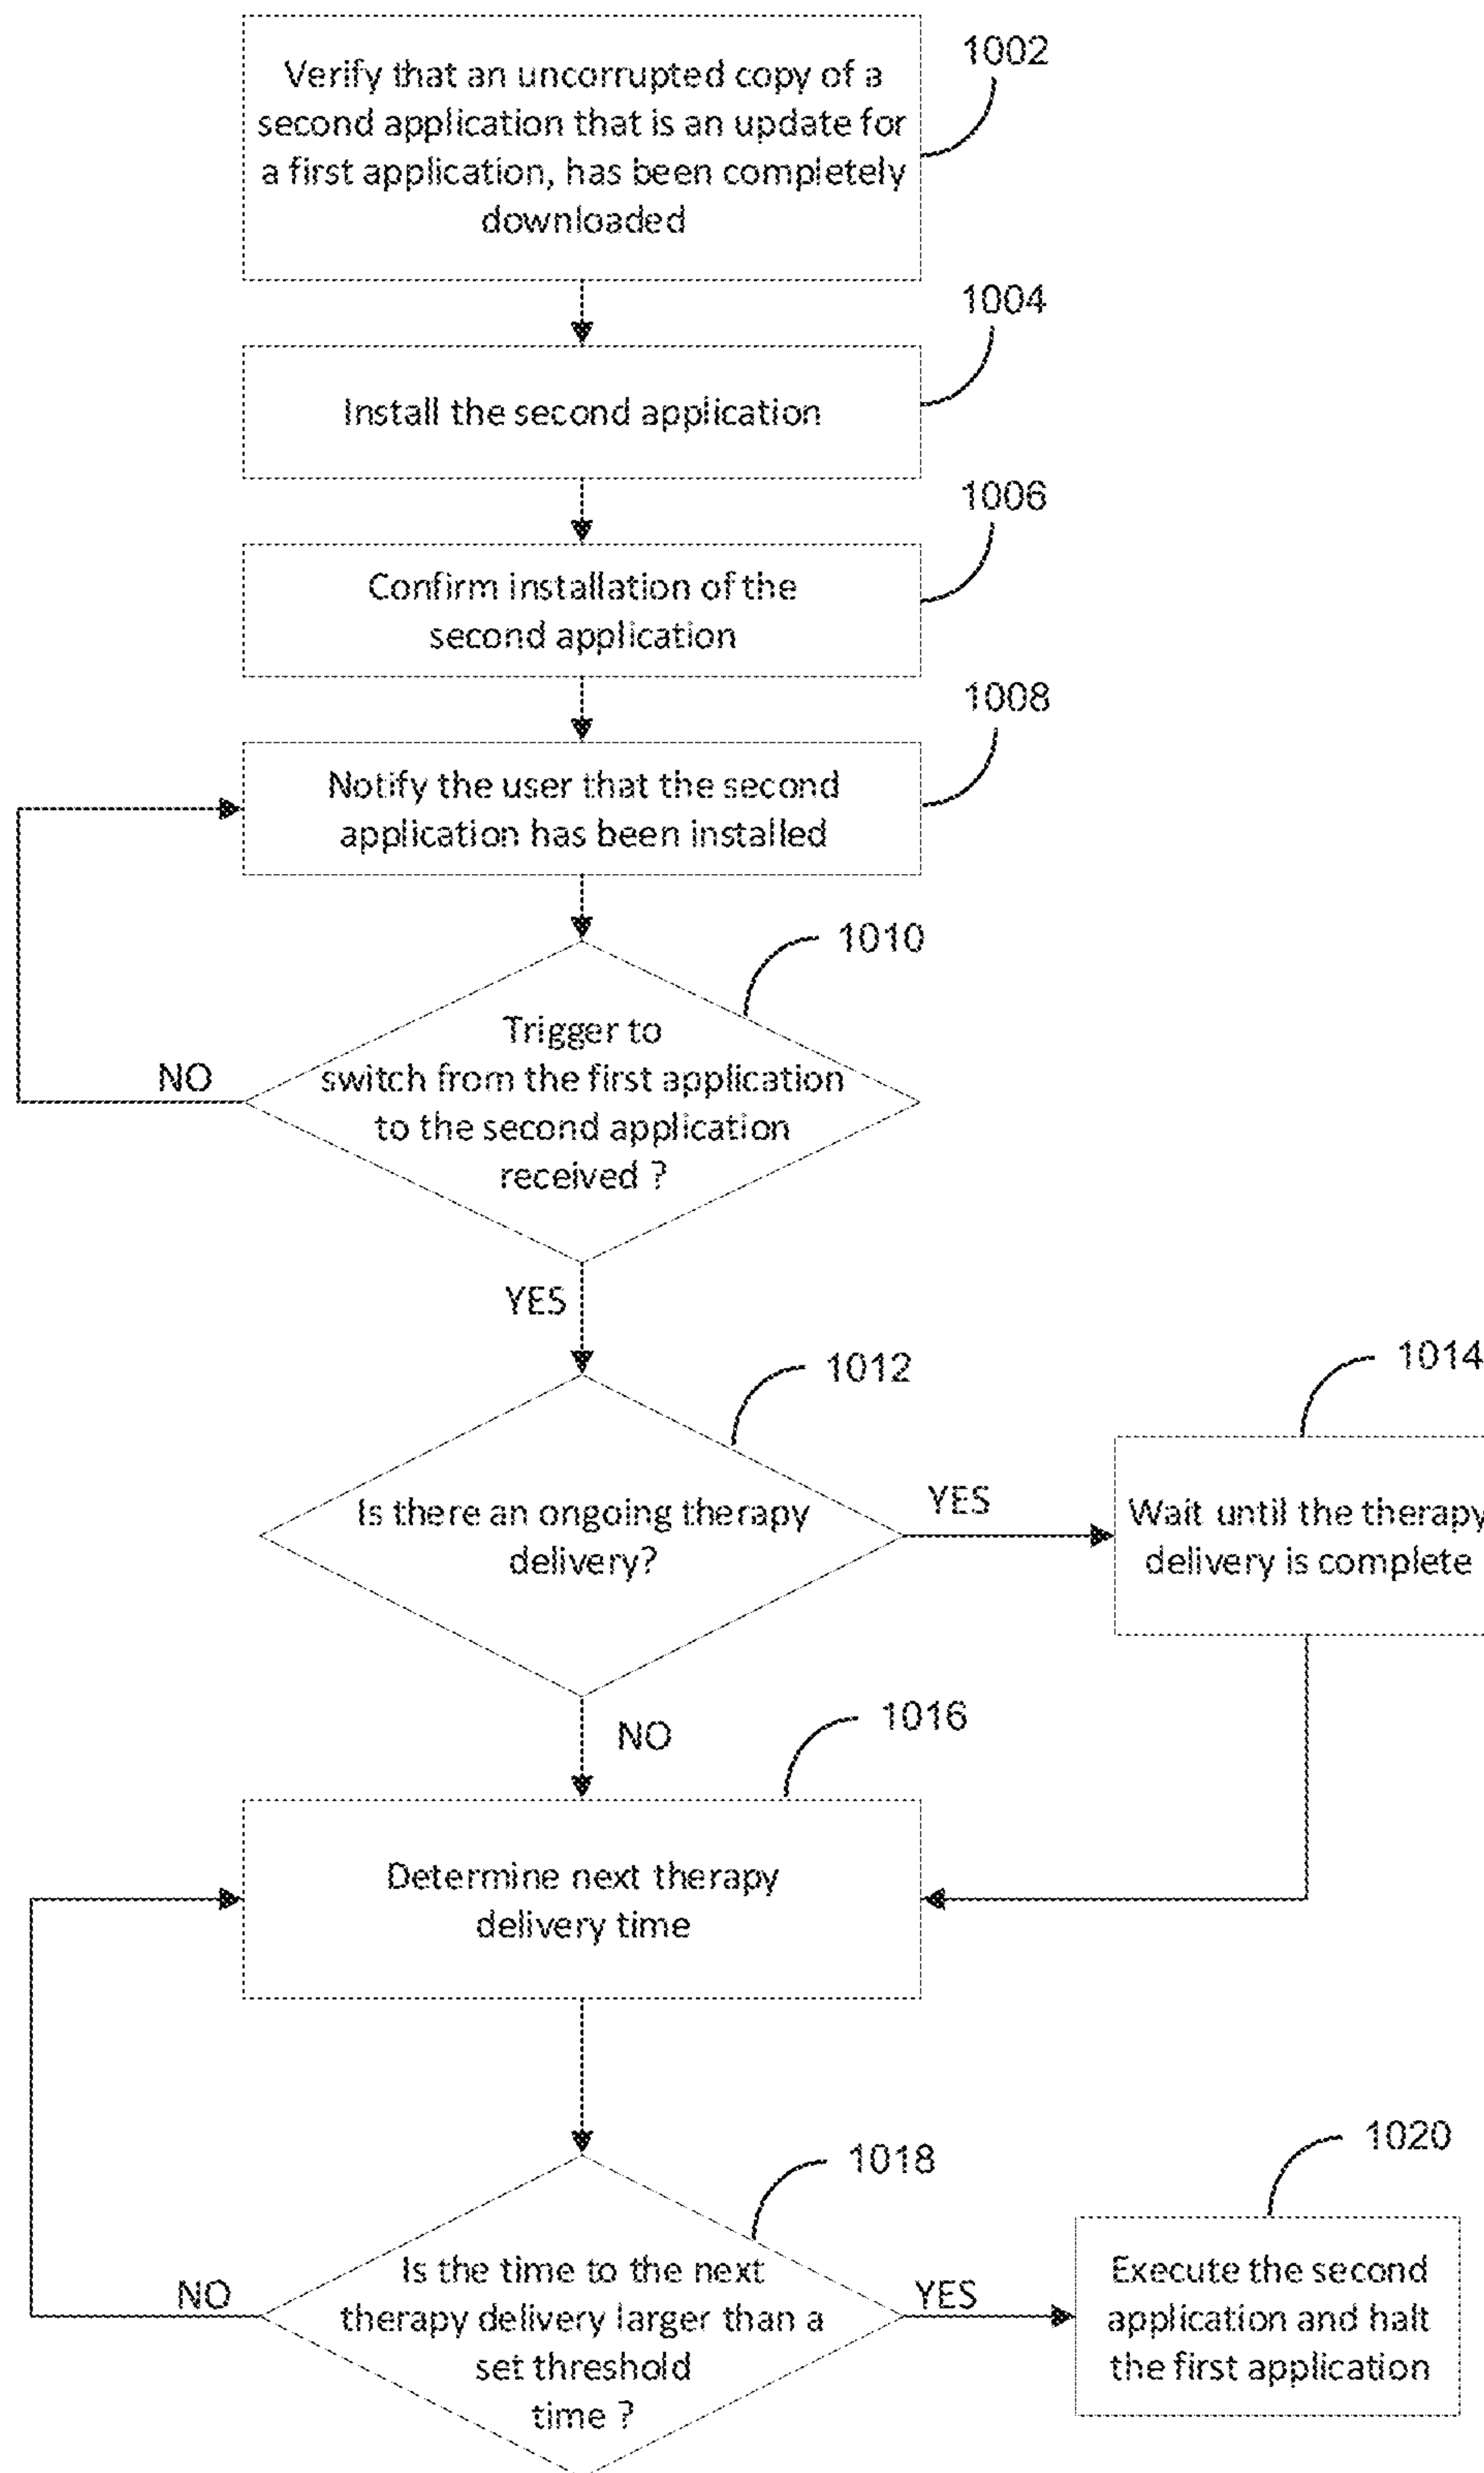 Verify that an uncorrupted copy of a
second application that is an update for
a first application, has been completely
downloaded
1002
Install the second application
1004
Confirm installation of the
second application
1006
Notify the user that the second
application has been installed
1008
Trigger to
switch from the first application
to the second application
received ?
1010
NO
YES
Is there an ongoing therapy
delivery?
1012
YES
Wait until the therapy
delivery is complete
1014
NO
Determine next therapy
delivery time
1016
Is the time to the next
therapy delivery larger than a
set threshold
time ?
1018
NO
YES
Execute the second
application and halt
the first application
1020